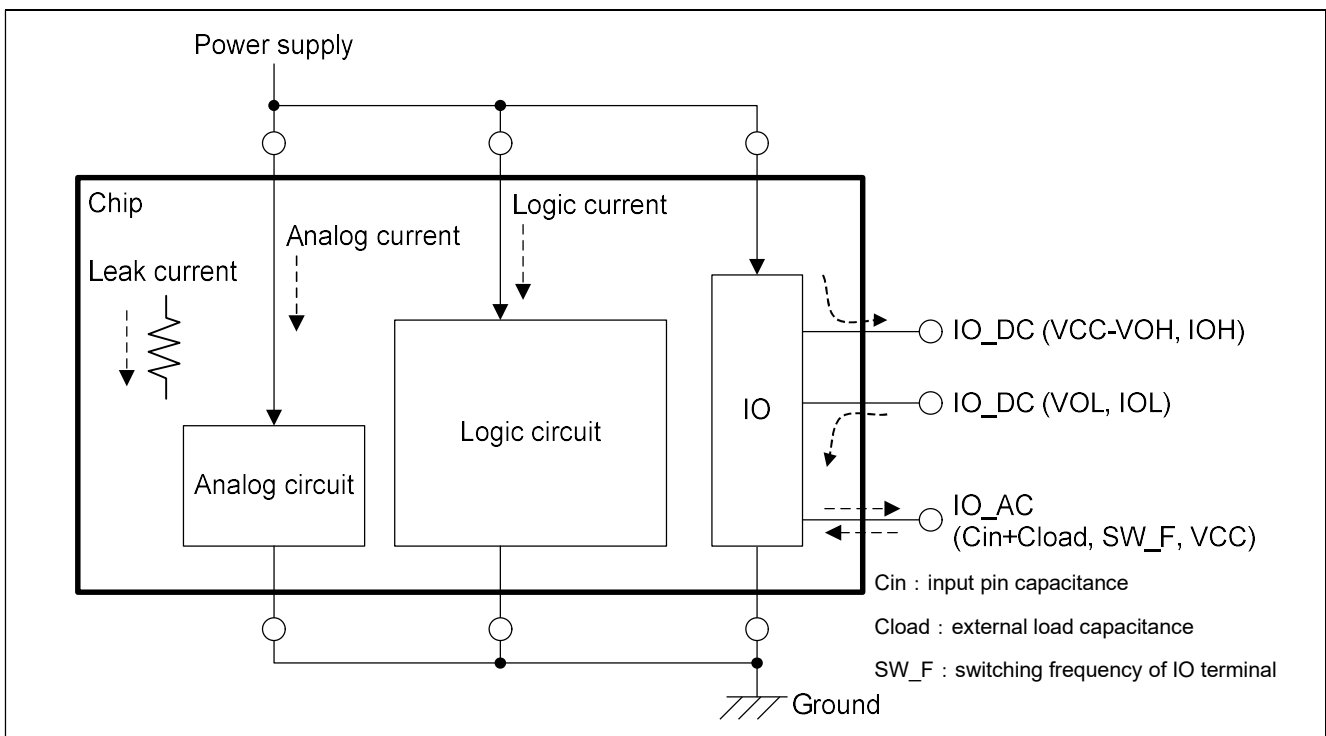 Power supply
Chip
Logic current
Analog current
Leak current
IO_DC (VCC-VOH, IOH)
IO
IO_DC (VOL, IOL)
Logic circuit
Analog circuit
IO_AC
(Cin+Cload, SW_F, VCC)
Cin : input pin capacitance
Cload : external load capacitance
SW_F : switching frequency of IO terminal
Ground